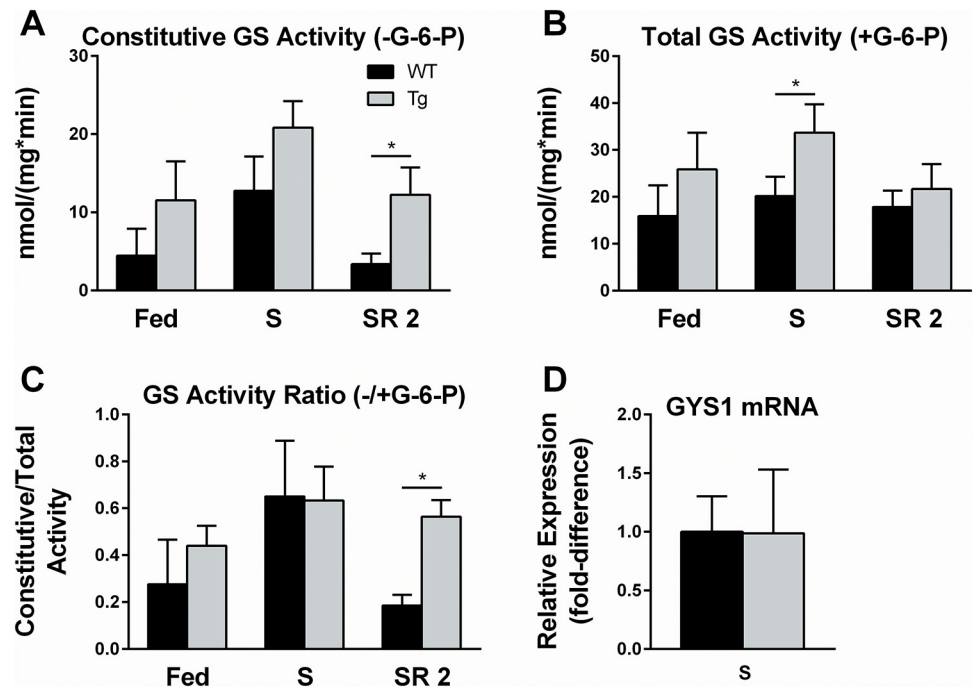 A
Constitutive GS Activity (-G-6-P)
nmol/(mg*min)
30
20
10
0
WT
Tg
*
Fed
S
SR 2
B
Total GS Activity (+G-6-P)
nmol/(mg*min)
50
40
30
20
10
0
*
Fed
S
SR 2
C
GS Activity Ratio (-/+G-6-P)
Constitutive/Total
Activity
1.0
0.8
0.6
0.4
0.2
0.0
*
Fed
S
SR 2
D
GYS1 mRNA
Relative Expression
(fold-difference)
2.0
1.5
1.0
0.5
0.0
S